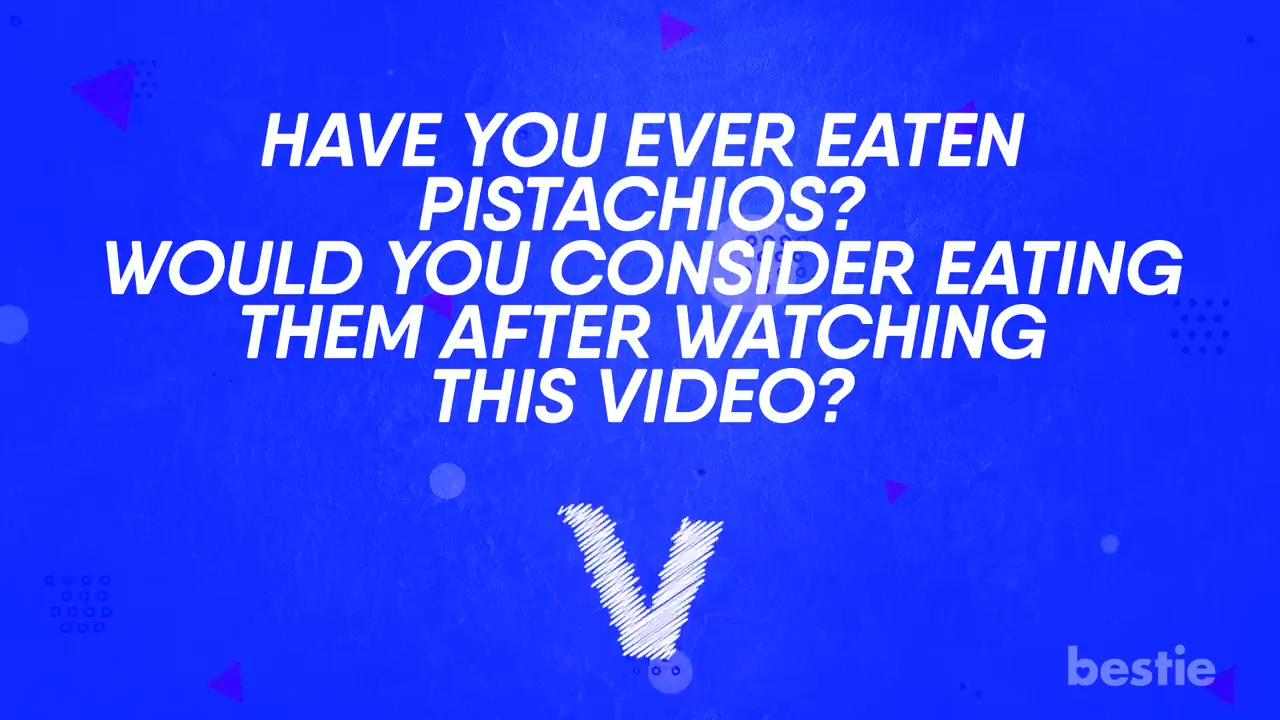 HAVE YOU EVER EATEN
PISTACHIOS?
WOULD YOU CONSIDER EATING
THEM AFTER WATCHING
THIS VIDEO?
bestie